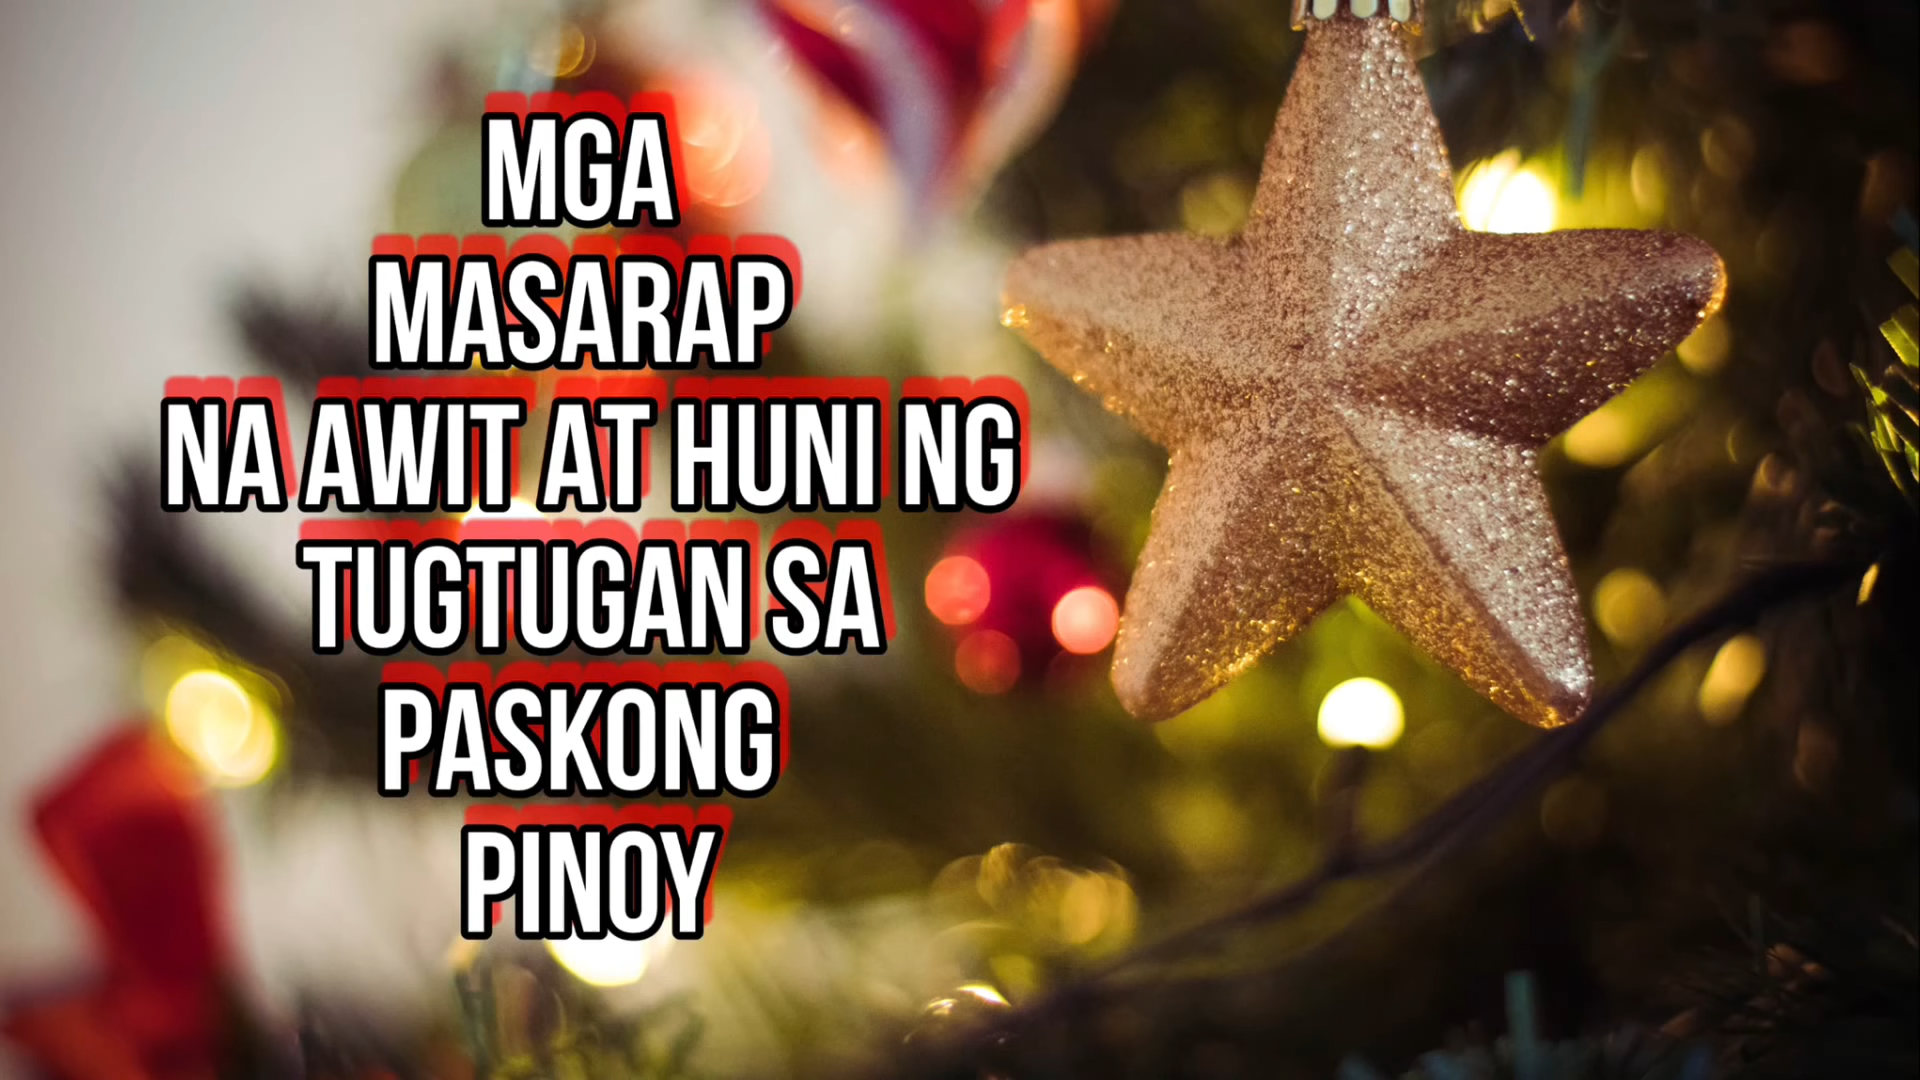 MGA
MASARAP
NA AWIT AT HUNI NG
TUGTUGAN SA
PASKONG
PINOY